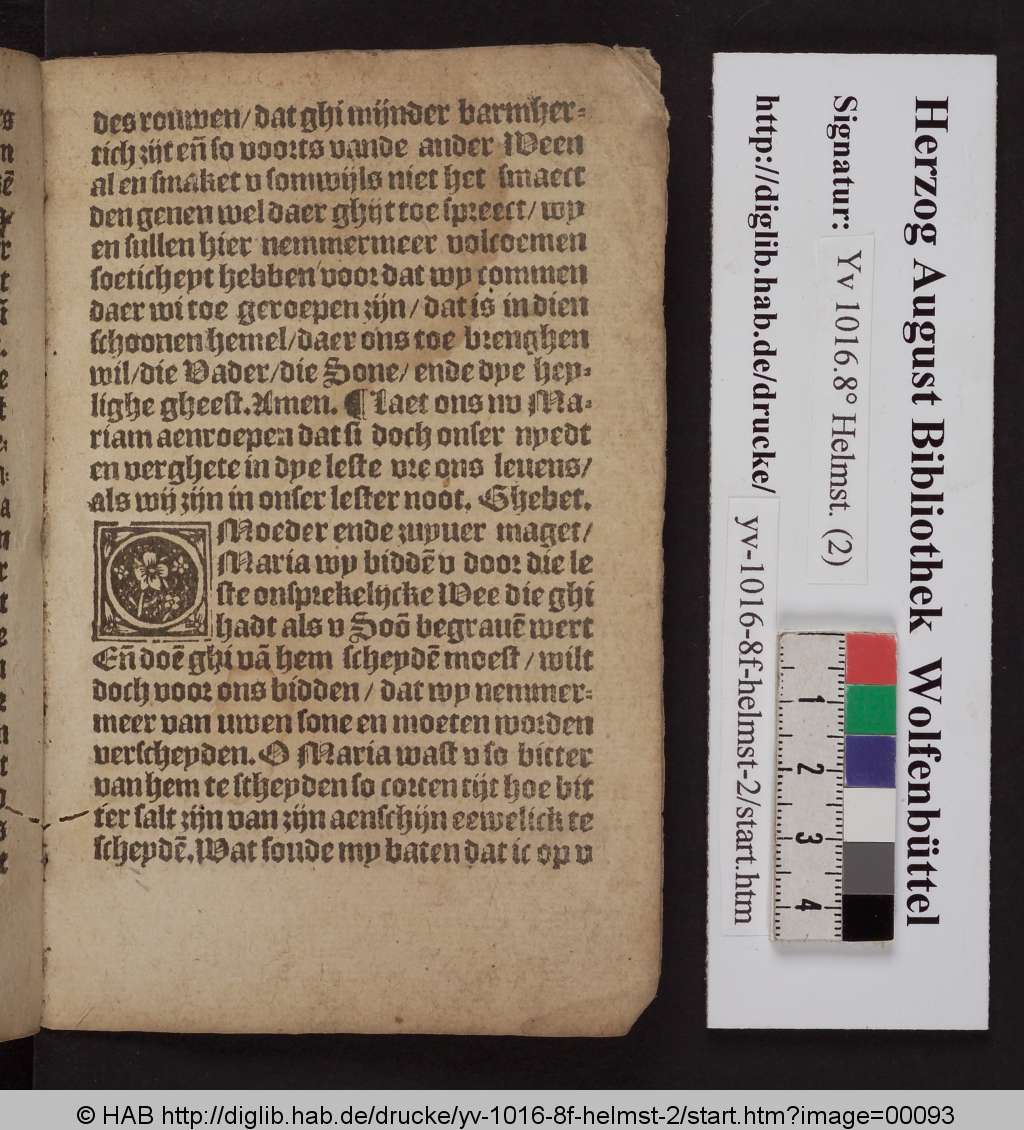 des rouwen/dat ghi mijnder barmher-
tich zijt eñ so voorts vande ander Ween
al en smaket v somwijls niet het smaect
den genen wel daer ghijt toe spreect/wy
en sullen hier nemmermeer volcoemen
soeticheyt hebben voor dat wy commen
daer wi toe geroepen zijn/dat is in dien
schoonen hemel/daer ons toe brenghen
wil/die Vader/die Sone/ende dye hey-
lighe gheest.Amen. ¶ Laet ons nv Ma-
riam aenroepen dat si doch onser nyedt
en verghete in dye leste vre ons leuens/
als wij zijn in onser lester noot. Ghebet.
O Moeder ende zuyuer maget/
Maria wy biddē v door die le
ste onsprekelijcke Wee die ghi
hadt als v Soō begrauē wert
Eñ doē ghi vā hem scheydē moest/wilt
doch voor ons bidden/dat wy nemmer-
meer van uwen sone en moeten worden
verscheyden. O Maria wast v so bitter
van hem te scheyden so corten tijt hoe bit
ter salt zijn van zijn aenschijn eewelick te
scheydē.Wat soude my baten dat ic op v
Herzog August Bibliothek Wolfenbüttel
Signatur: Yv 1016.8° Helmst. (2)
http://diglib.hab.de/drucke/ yv-1016-8f-helmst-2/start.htm
1
2
3
4
© HAB http://diglib.hab.de/drucke/yv-1016-8f-helmst-2/start.htm?image=00093